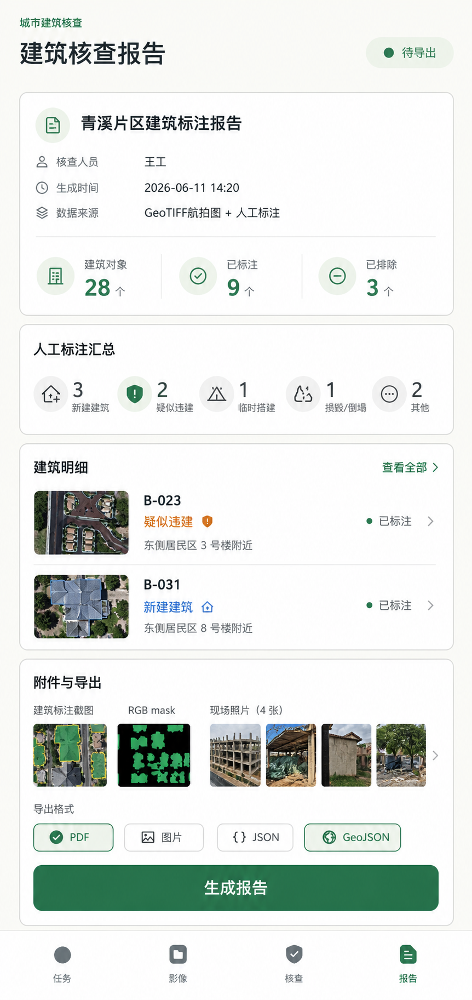 城市建筑核查
建筑核查报告
待导出
青溪片区建筑标注报告
核查人员 王工
生成时间 2026-06-11 14:20
数据来源 GeoTIFF航拍图 + 人工标注
建筑对象 已标注 已排除
28 个 9 个 3 个
人工标注汇总
3 2 1 1 2
新建建筑 疑似违建 临时搭建 损毁/倒塌 其他
建筑明细 查看全部
B-023
疑似违建
已标注
东侧居民区 3 号楼附近
B-031
新建建筑
已标注
东侧居民区 8 号楼附近
附件与导出
建筑标注截图 RGB mask 现场照片（4 张）
导出格式
PDF 图片 {} JSON GeoJSON
生成报告
任务 影像 核查 报告